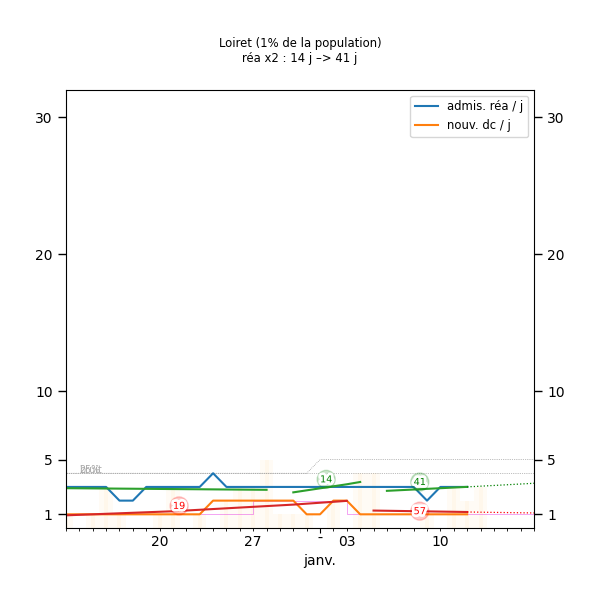 Loiret (1% de la population)
réa x2 : 14 j –> 41 j
admis. réa / j
nouv. dc / j
30 30
20 20
10 10
5 5
25%
14 41
19 57
1 1
20 27 - 03 10
janv.